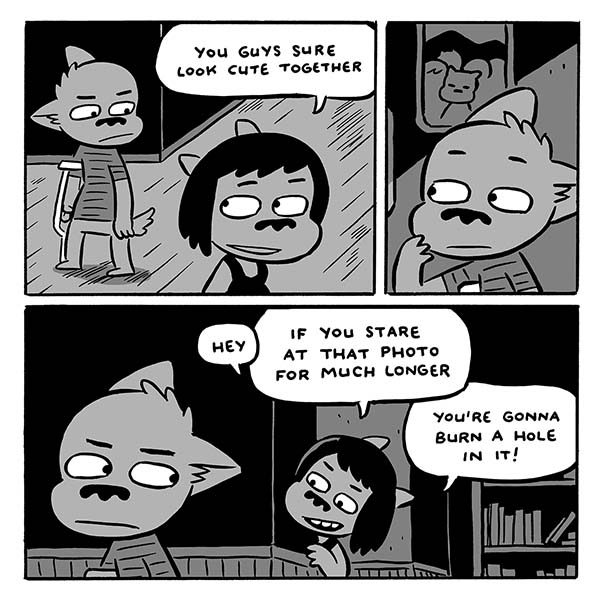 YOU GUYS SURE
LOOK CUTE TOGETHER
HEY
IF YOU STARE
AT THAT PHOTO
FOR MUCH LONGER
YOU'RE GONNA
BURN A HOLE
IN IT!